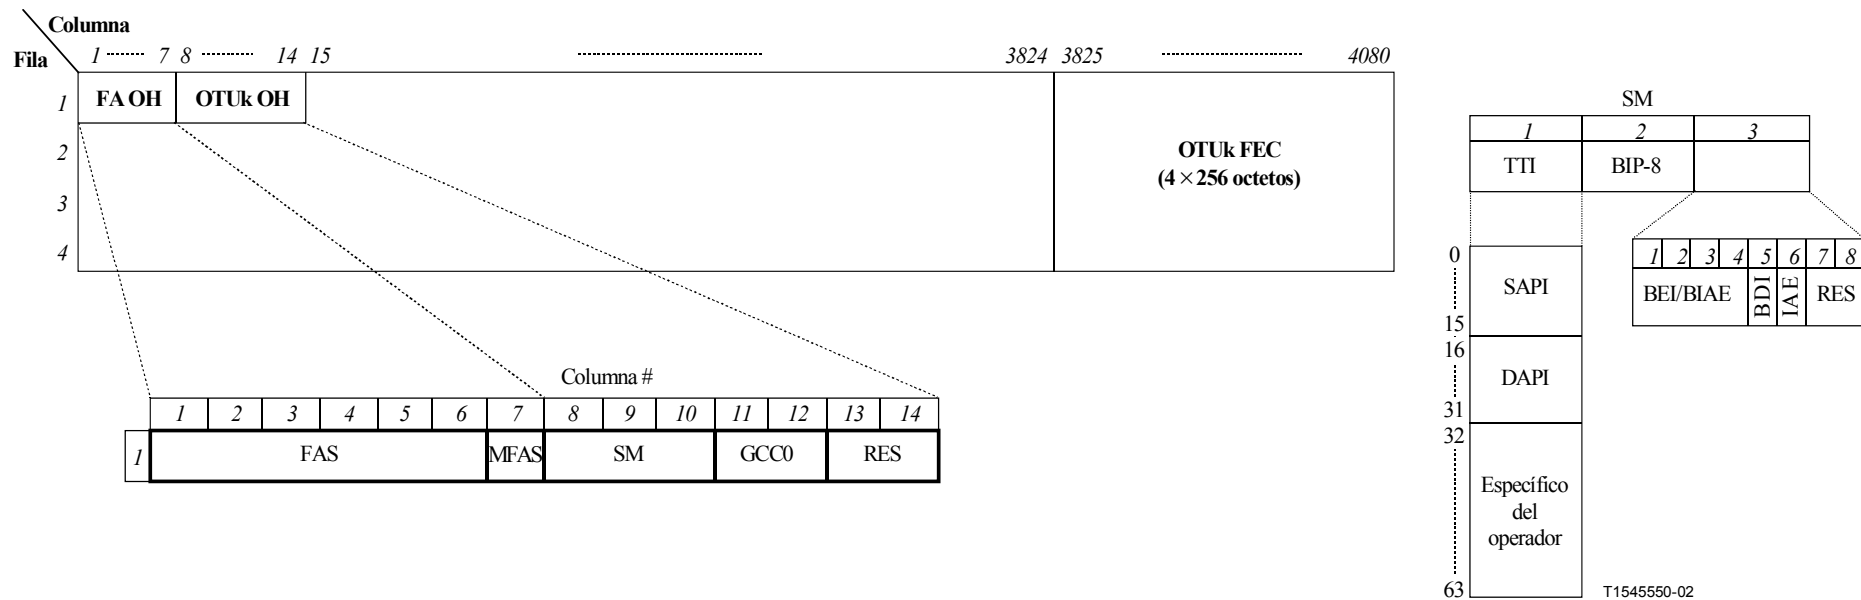 Columna
Fila
1 7 8 14 15 3824 3825 4080
1 FA OH OTUk OH
2
3
4
OTUk FEC
(4 × 256 octetos)
Columna #
1 2 3 4 5 6 7 8 9 10 11 12 13 14
1 FAS MFAS SM GCC0 RES
SM
1 2 3
TTI BIP-8
1 2 3 4 5 6 7 8
BEI/BIAE BDI IAE RES
0
SAPI
15
16
DAPI
31
32
Específico
del
operador
63
T1545550-02